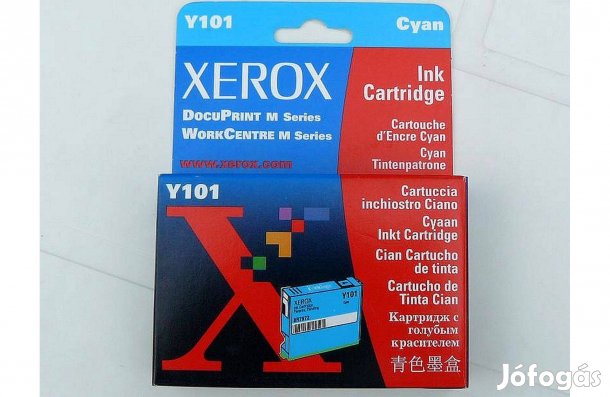 Y101
Cyan
XEROX
DOCUPRINT M Series
WORKCENTRE M Series
www.xerox.com
Ink
Cartridge
Cartouche
d'Encre Cyan
Cyan
Tintenpatrone
Y101
Cartuccia
inchiostro Ciano
Cyaan
Inkt Cartridge
Cian Cartucho
de tinta
Cartucho de
Tinta Cian
Картридж с
голубым
красителем
青色墨盒
XEROX
Y101
Jófogás